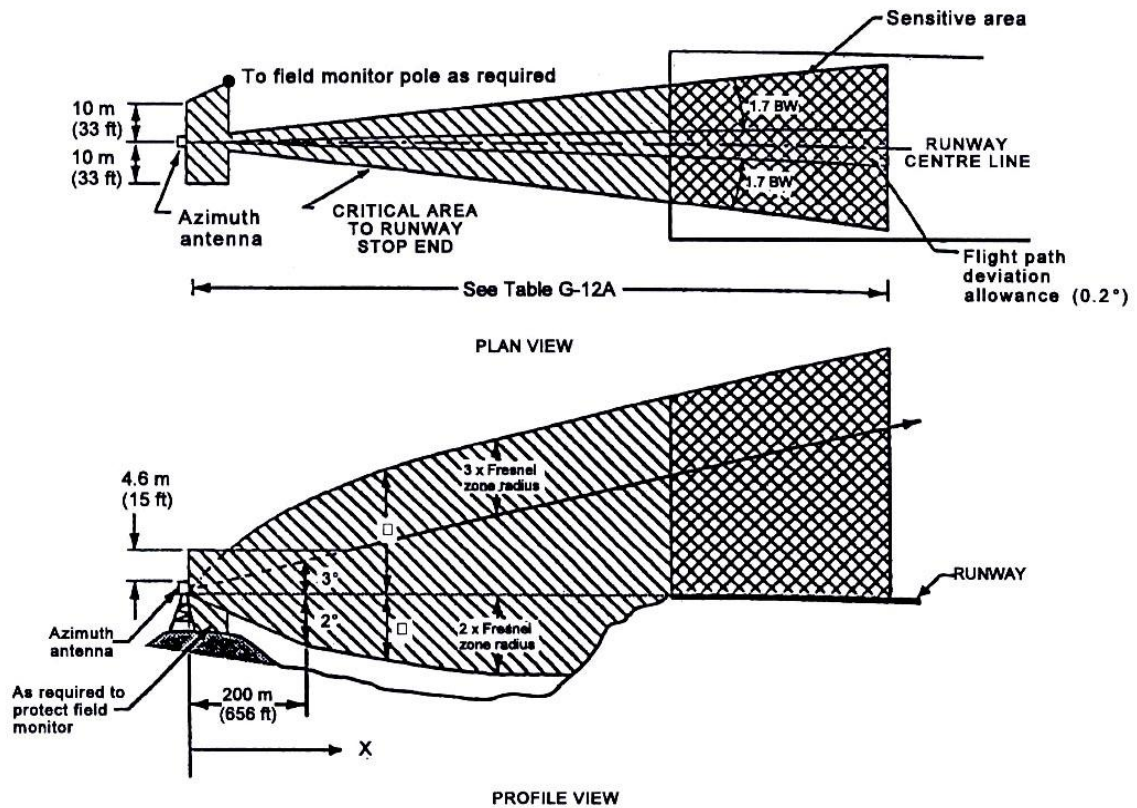 Sensitive area
To field monitor pole as required
10 m
(33 ft)
10 m
(33 ft)
1.7 BW
1.7 BW
RUNWAY
CENTRE LINE
Azimuth
antenna
CRITICAL AREA
TO RUNWAY
STOP END
Flight path
deviation
allowance (0.2°)
See Table G-12A
PLAN VIEW
4.6 m
(15 ft)
3 x Fresnel
zone radius
3°
2°
2 x Fresnel
zone radius
RUNWAY
Azimuth
antenna
As required to
protect field
monitor
200 m
(656 ft)
X
PROFILE VIEW